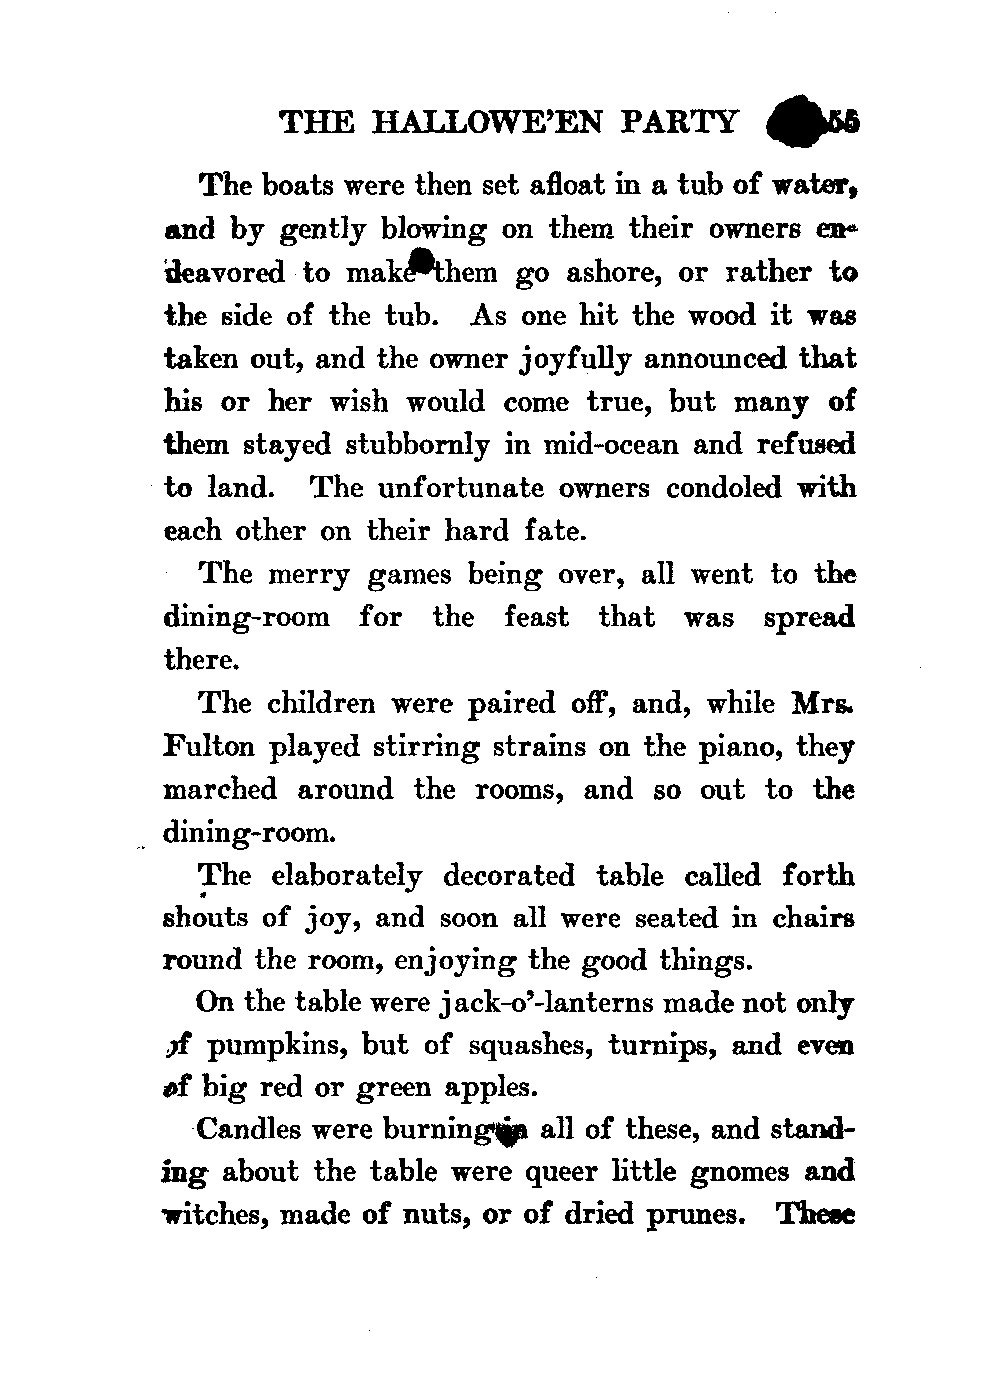 THE HALLOWE'EN PARTY 55
The boats were then set afloat in a tub of water,
and by gently blowing on them their owners en-
deavored to make them go ashore, or rather to
the side of the tub. As one hit the wood it was
taken out, and the owner joyfully announced that
his or her wish would come true, but many of
them stayed stubbornly in mid-ocean and refused
to land. The unfortunate owners condoled with
each other on their hard fate.
The merry games being over, all went to the
dining-room for the feast that was spread
there.
The children were paired off, and, while Mrs.
Fulton played stirring strains on the piano, they
marched around the rooms, and so out to the
dining-room.
The elaborately decorated table called forth
shouts of joy, and soon all were seated in chairs
round the room, enjoying the good things.
On the table were jack-o'-lanterns made not only
of pumpkins, but of squashes, turnips, and even
of big red or green apples.
Candles were burning in all of these, and stand-
ing about the table were queer little gnomes and
witches, made of nuts, or of dried prunes. These